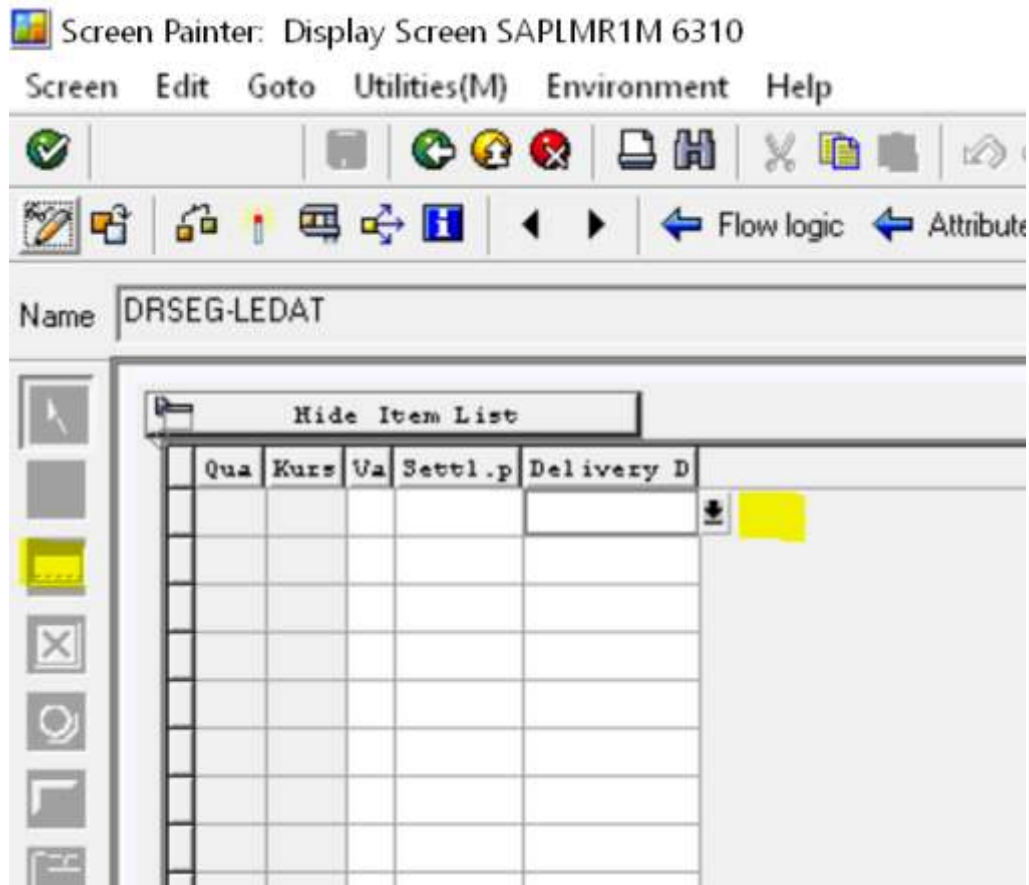 Screen Painter: Display Screen SAPLMR1M 6310
Screen Edit Goto Utilities(M) Environment Help
Flow logic Attribute
Name DRSEG-LEDAT
Hide Item List
Qua Kurs Va Settl.p Delivery D